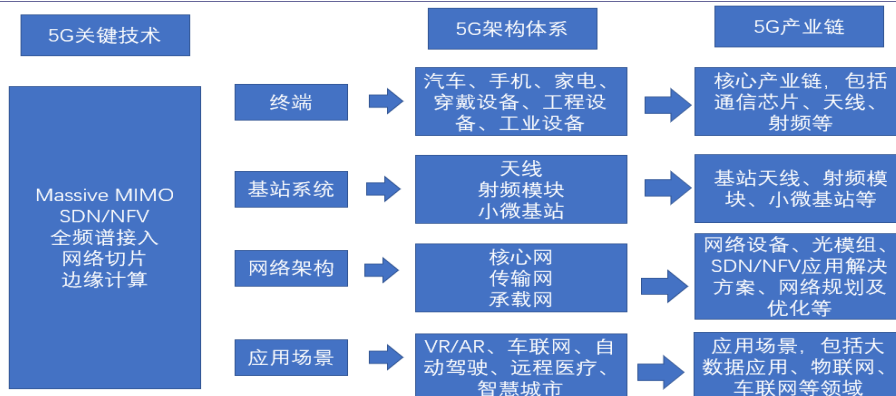 5G关键技术
5G架构体系
5G产业链
Massive MIMO
SDN/NFV
全频谱接入
网络切片
边缘计算
终端
汽车、手机、家电、
穿戴设备、工程设
备、工业设备
核心产业链，包括
通信芯片、天线、
射频等
基站系统
天线
射频模块
小微基站
基站天线、射频模
块、小微基站等
网络架构
核心网
传输网
承载网
网络设备、光模组、
SDN/NFV应用解决
方案、网络规划及
优化等
应用场景
VR/AR、车联网、自
动驾驶、远程医疗、
智慧城市
应用场景，包括大
数据应用、物联网、
车联网等领域